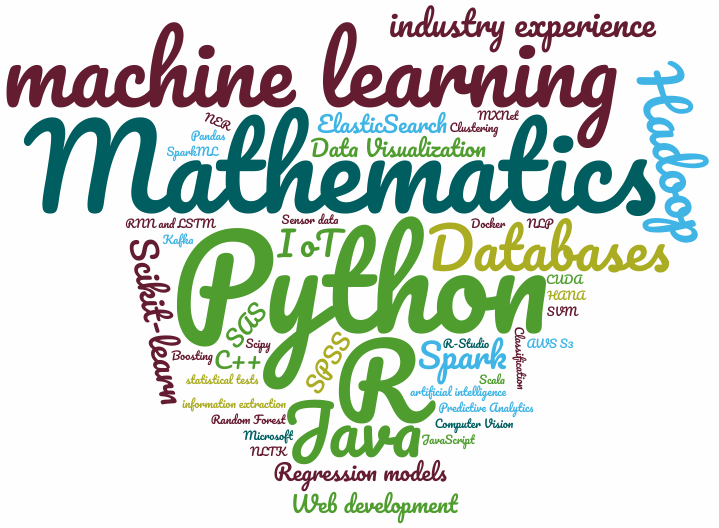 industry experience
machine learning
Hadoop
NER
ElasticSearch
MXNet
Clustering
Pandas
SparkML
Data Visualization
Mathematics
RNN and LSTM
Sensor data
Docker
NLP
Kafka
IoT
Databases
Scikit-learn
Python
CUDA
HANA
SVM
SAS
Scipy
SPSS
R-Studio
Classification
AWS S3
Boosting
C++
R
Spark
statistical tests
Scala
artificial intelligence
information extraction
Predictive Analytics
Random Forest
Java
Computer Vision
Microsoft
JavaScript
NLTK
Regression models
Web development